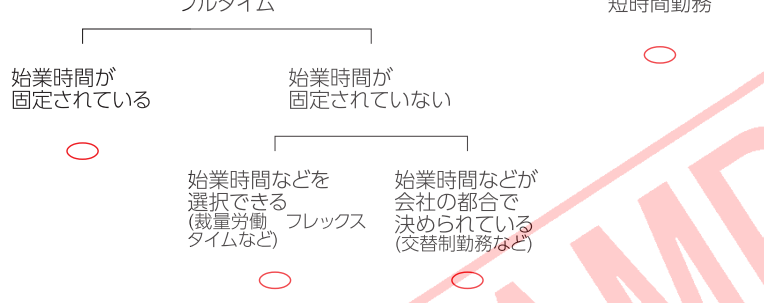 フルタイム
短時間勤務
始業時間が
固定されている
始業時間が
固定されていない
始業時間などを
選択できる
(裁量労働　フレックス
タイムなど)
始業時間などが
会社の都合で
決められている
(交替制勤務など)